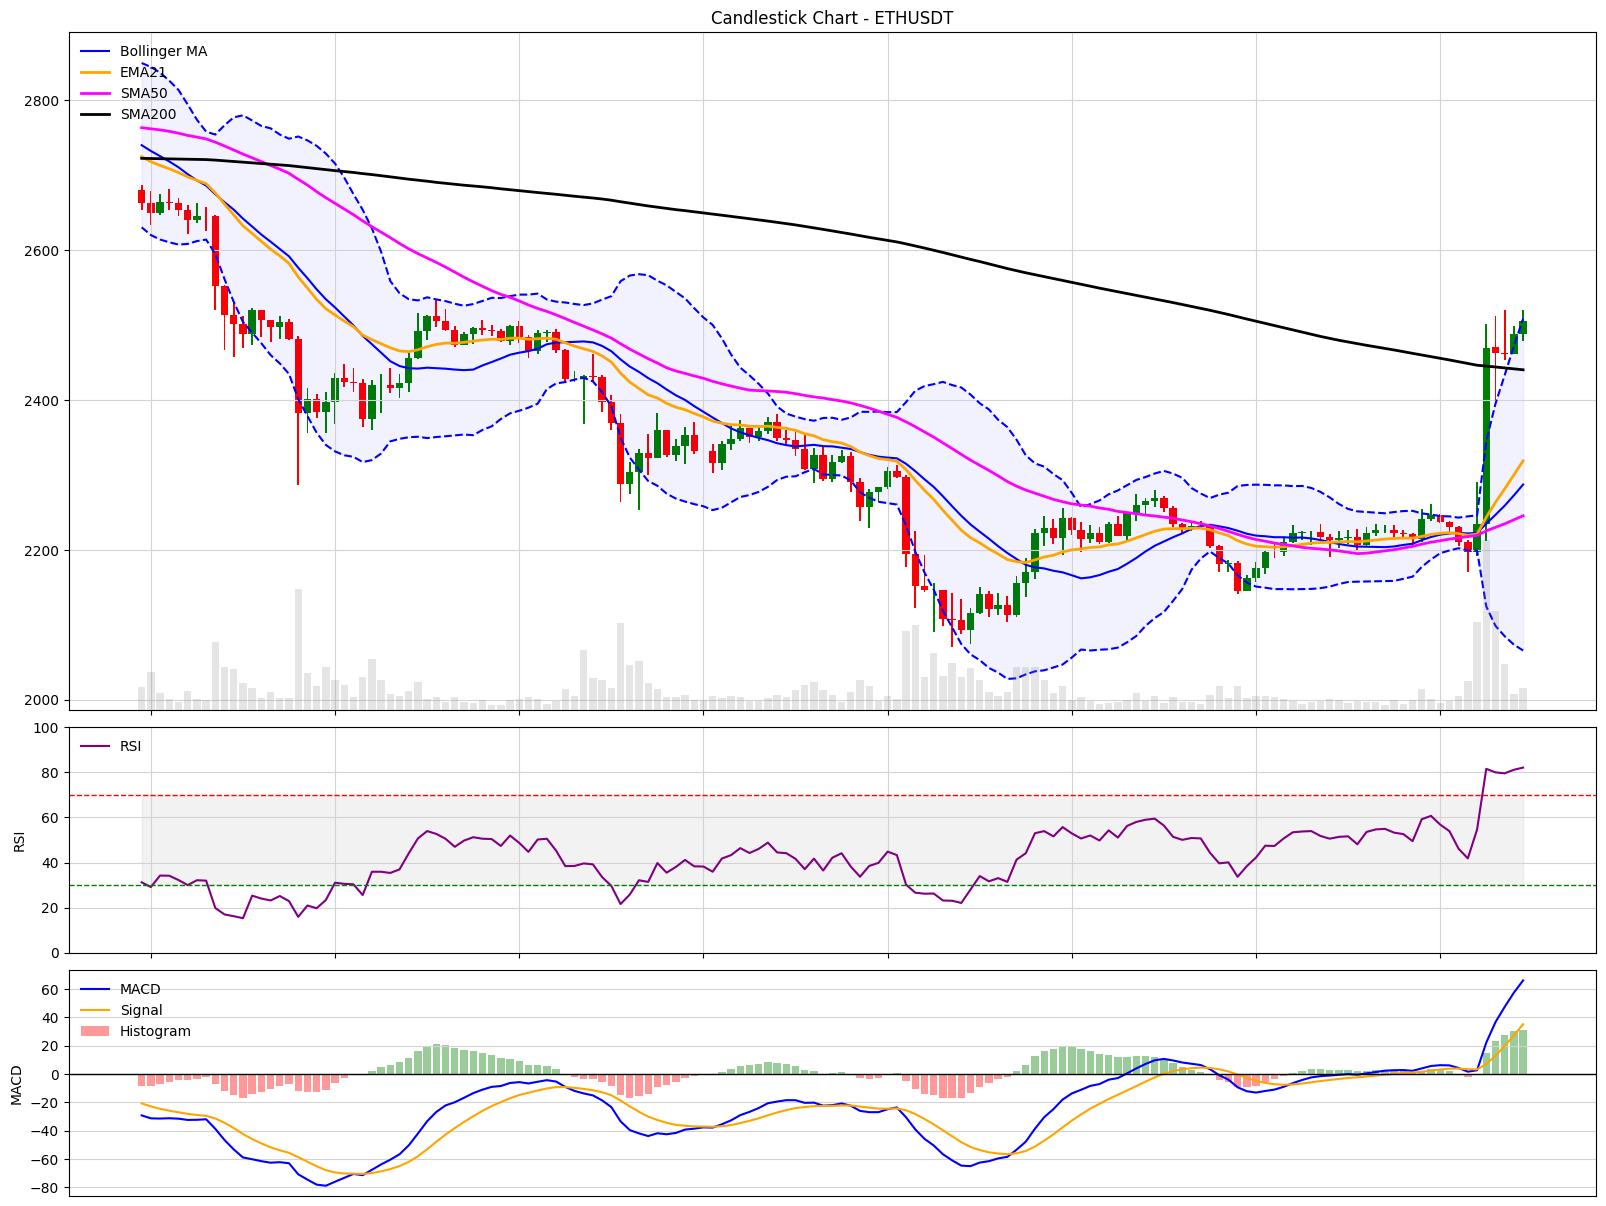 Candlestick Chart - ETHUSDT
Bollinger MA
EMA21
SMA50
SMA200
2800
2600
2400
2200
2000
RSI
100
80
60
40
20
0
RSI
MACD
Signal
Histogram
60
40
20
0
−20
−40
−60
−80
MACD